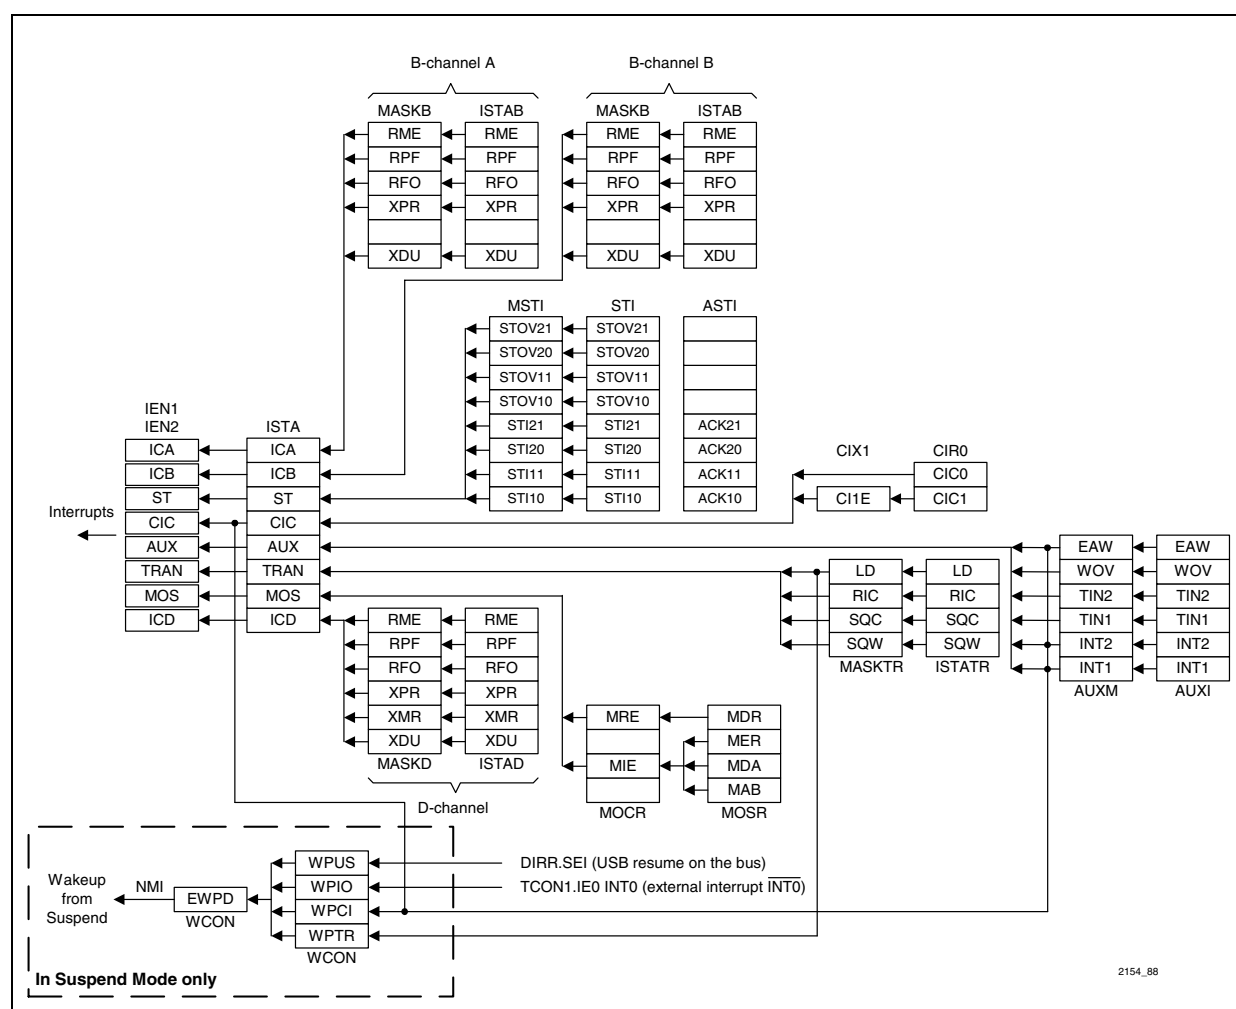 B-channel A B-channel B
MASKB ISTAB MASKB ISTAB
RME RME RME RME
RPF RPF RPF RPF
RFO RFO RFO RFO
XPR XPR XPR XPR
XDU XDU XDU XDU
MSTI STI ASTI
STOV21 STOV21
STOV20 STOV20
STOV11 STOV11
STOV10 STOV10
STI21 STI21 ACK21
STI20 STI20 ACK20
STI11 STI11 ACK11
STI10 STI10 ACK10
IEN1
IEN2 ISTA
ICA ICA
ICB ICB
ST ST
CIC CIC
AUX AUX
TRAN TRAN
MOS MOS
ICD ICD
Interrupts
CIX1 CIR0
CIC0
CI1E CIC1
EAW EAW
WOV WOV
TIN2 TIN2
TIN1 TIN1
INT2 INT2
INT1 INT1
AUXM AUXI
LD LD
RIC RIC
SQC SQC
SQW SQW
MASKTR ISTATR
RME RME
RPF RPF
RFO RFO
XPR XPR
XMR XMR
XDU XDU
MASKD ISTAD
D-channel
MRE MDR
MER
MIE MDA
MAB
MOCR MOSR
WPUS DIRR.SEI (USB resume on the bus)
WPIO TCON1.IE0 INT0 (external interrupt INT0)
WPCI
WPTR
WCON
Wakeup
from
Suspend
NMI
EWPD
WCON
In Suspend Mode only
2154_88